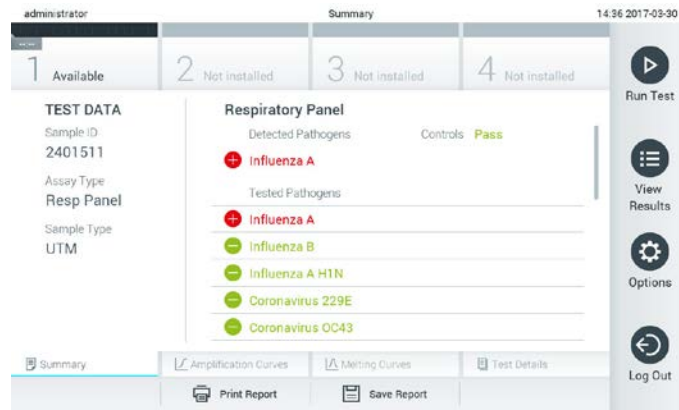 administrator Summary 14:36 2017-03-30
1 Available 2 Not installed 3 Not installed 4 Not installed
Run Test
TEST DATA
Sample ID
2401511
Assay Type
Resp Panel
Sample Type
UTM
Respiratory Panel
Detected Pathogens Controls Pass
Influenza A
Tested Pathogens
Influenza A
Influenza B
Influenza A H1N
Coronavirus 229E
Coronavirus OC43
View
Results
Options
Log Out
Summary Amplification Curves Melting Curves Test Details
Print Report Save Report